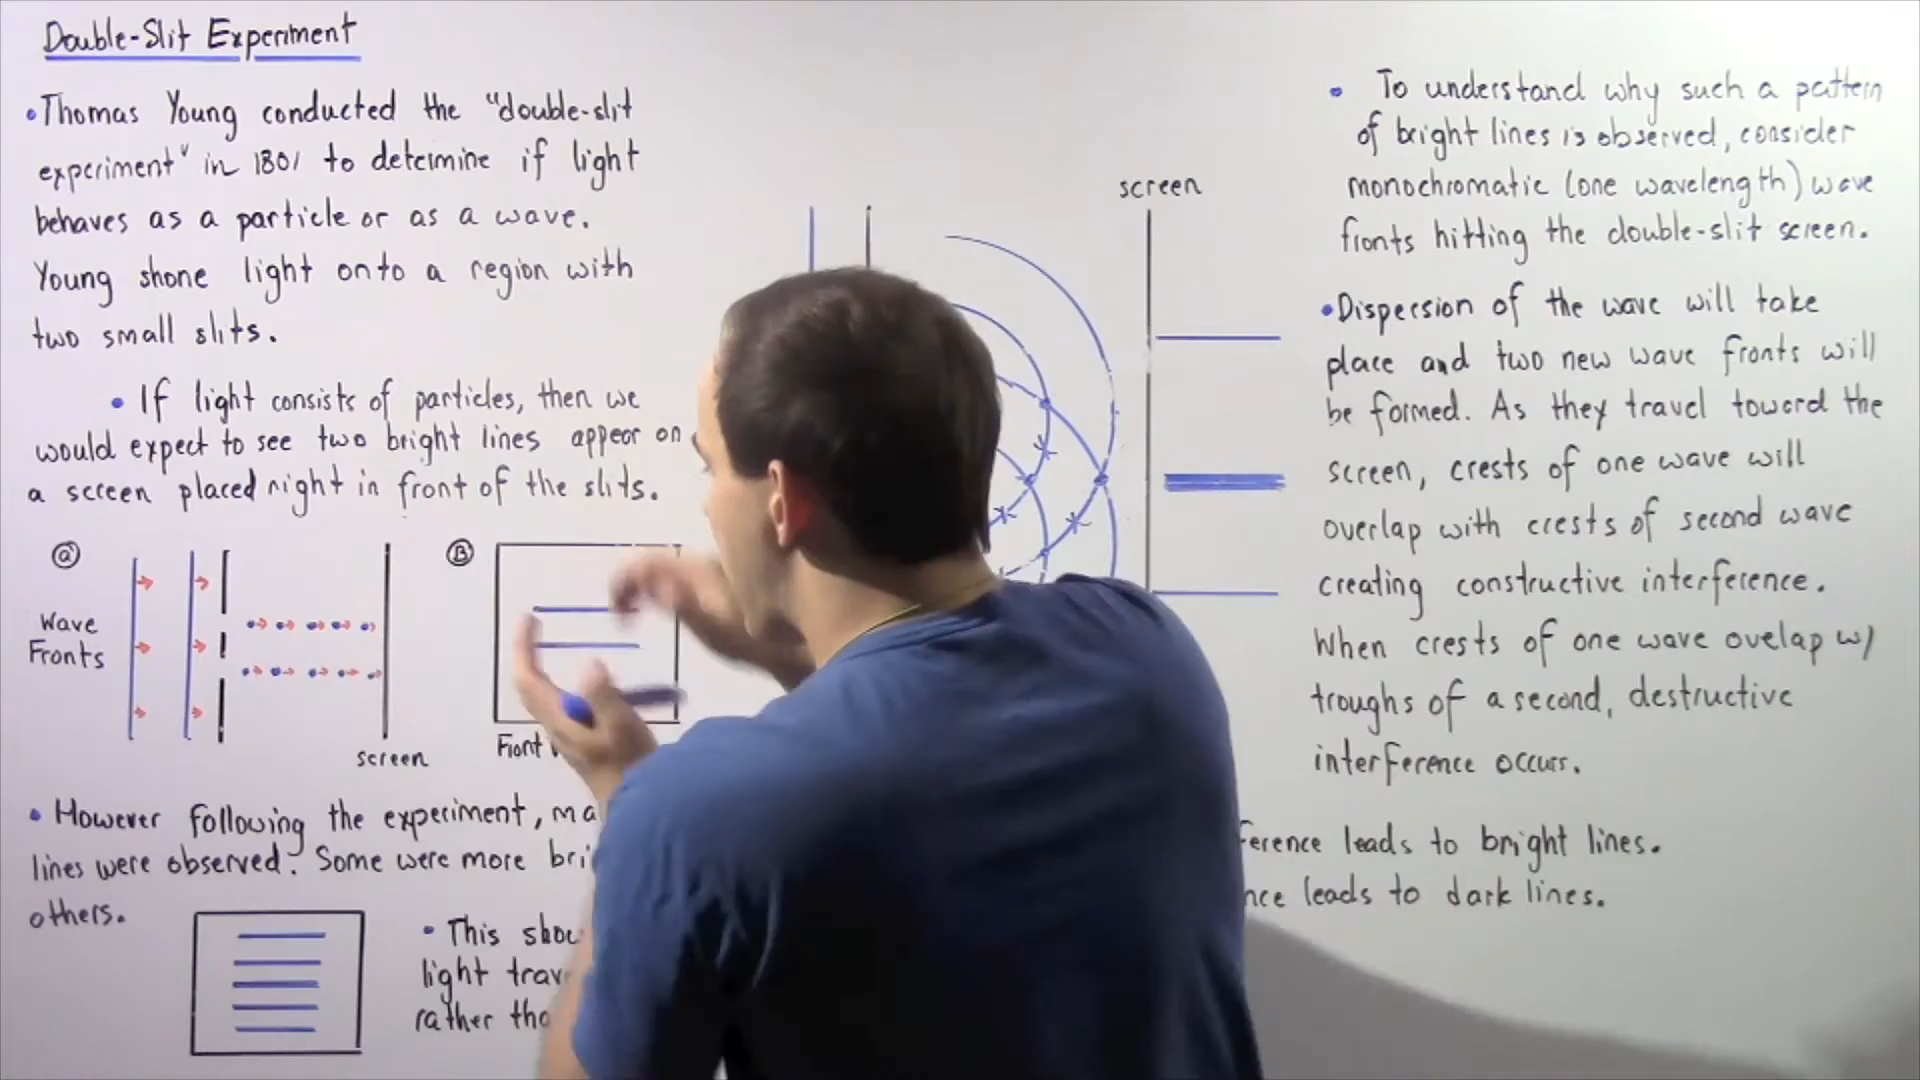 Double-Slit Experiment
•Thomas Young conducted the "double-slit
experiment" in 1801 to determine if light
behaves as a particle or as a wave.
Young shone light onto a region with
two small slits.
• If light consists of particles, then we
would expect to see two bright lines appear on
a screen placed right in front of the slits.
a
Wave
Fronts
screen
B
Front
• However following the experiment,
lines were observed. Some were more
others.
• This
light
rather
screen
• To understand why such a pattern
of bright lines is observed, consider
monochromatic (one wavelength) wave
fronts hitting the double-slit screen.
•Dispersion of the wave will take
place and two new wave fronts will
be formed. As they travel toward the
screen, crests of one wave will
overlap with crests of second wave
creating constructive interference.
When crests of one wave ovelap w/
troughs of a second, destructive
interference occurs.
leads to bright lines.
leads to dark lines.